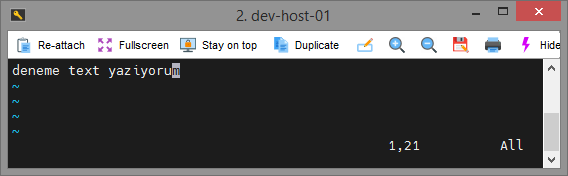 2. dev-host-01
Re-attach Fullscreen Stay on top Duplicate Hide
deneme text yaziyorum
~
~
~
~
1,21 All